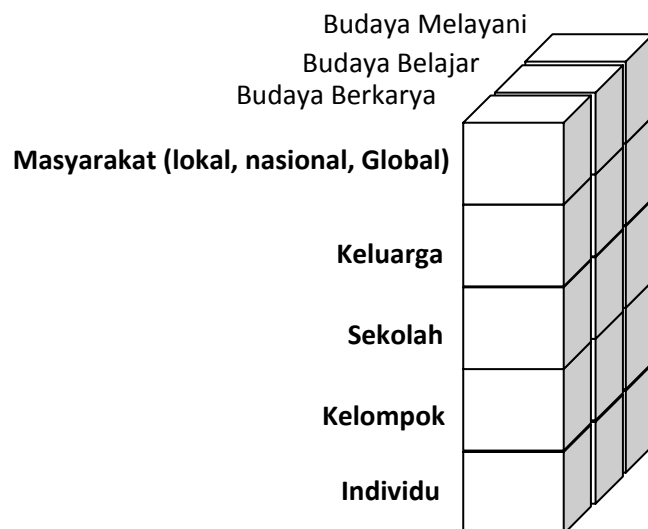 Budaya Melayani
Budaya Belajar
Budaya Berkarya
Masyarakat (lokal, nasional, Global)
Keluarga
Sekolah
Kelompok
Individu